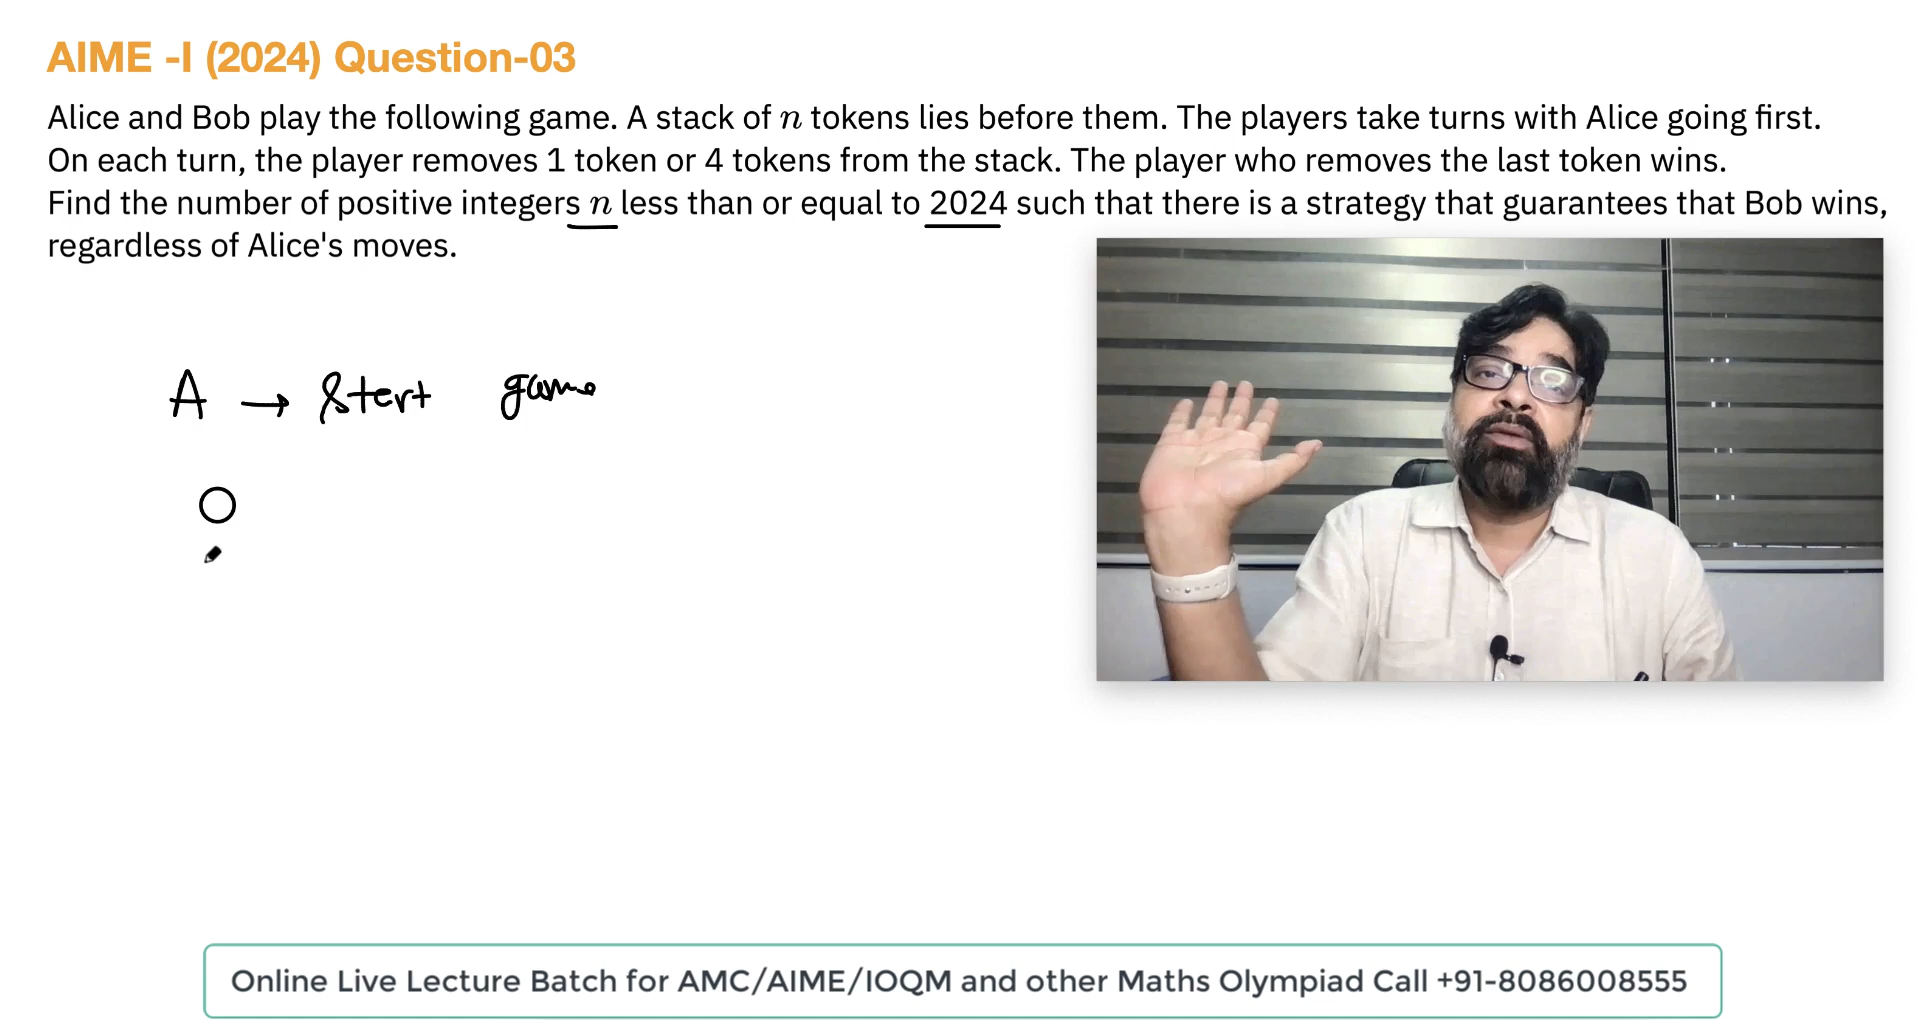 AIME -I (2024) Question-03
Alice and Bob play the following game. A stack of n tokens lies before them. The players take turns with Alice going first.
On each turn, the player removes 1 token or 4 tokens from the stack. The player who removes the last token wins.
Find the number of positive integers n less than or equal to 2024 such that there is a strategy that guarantees that Bob wins,
regardless of Alice's moves.
A → Stert game
O
Online Live Lecture Batch for AMC/AIME/IOQM and other Maths Olympiad Call +91-8086008555